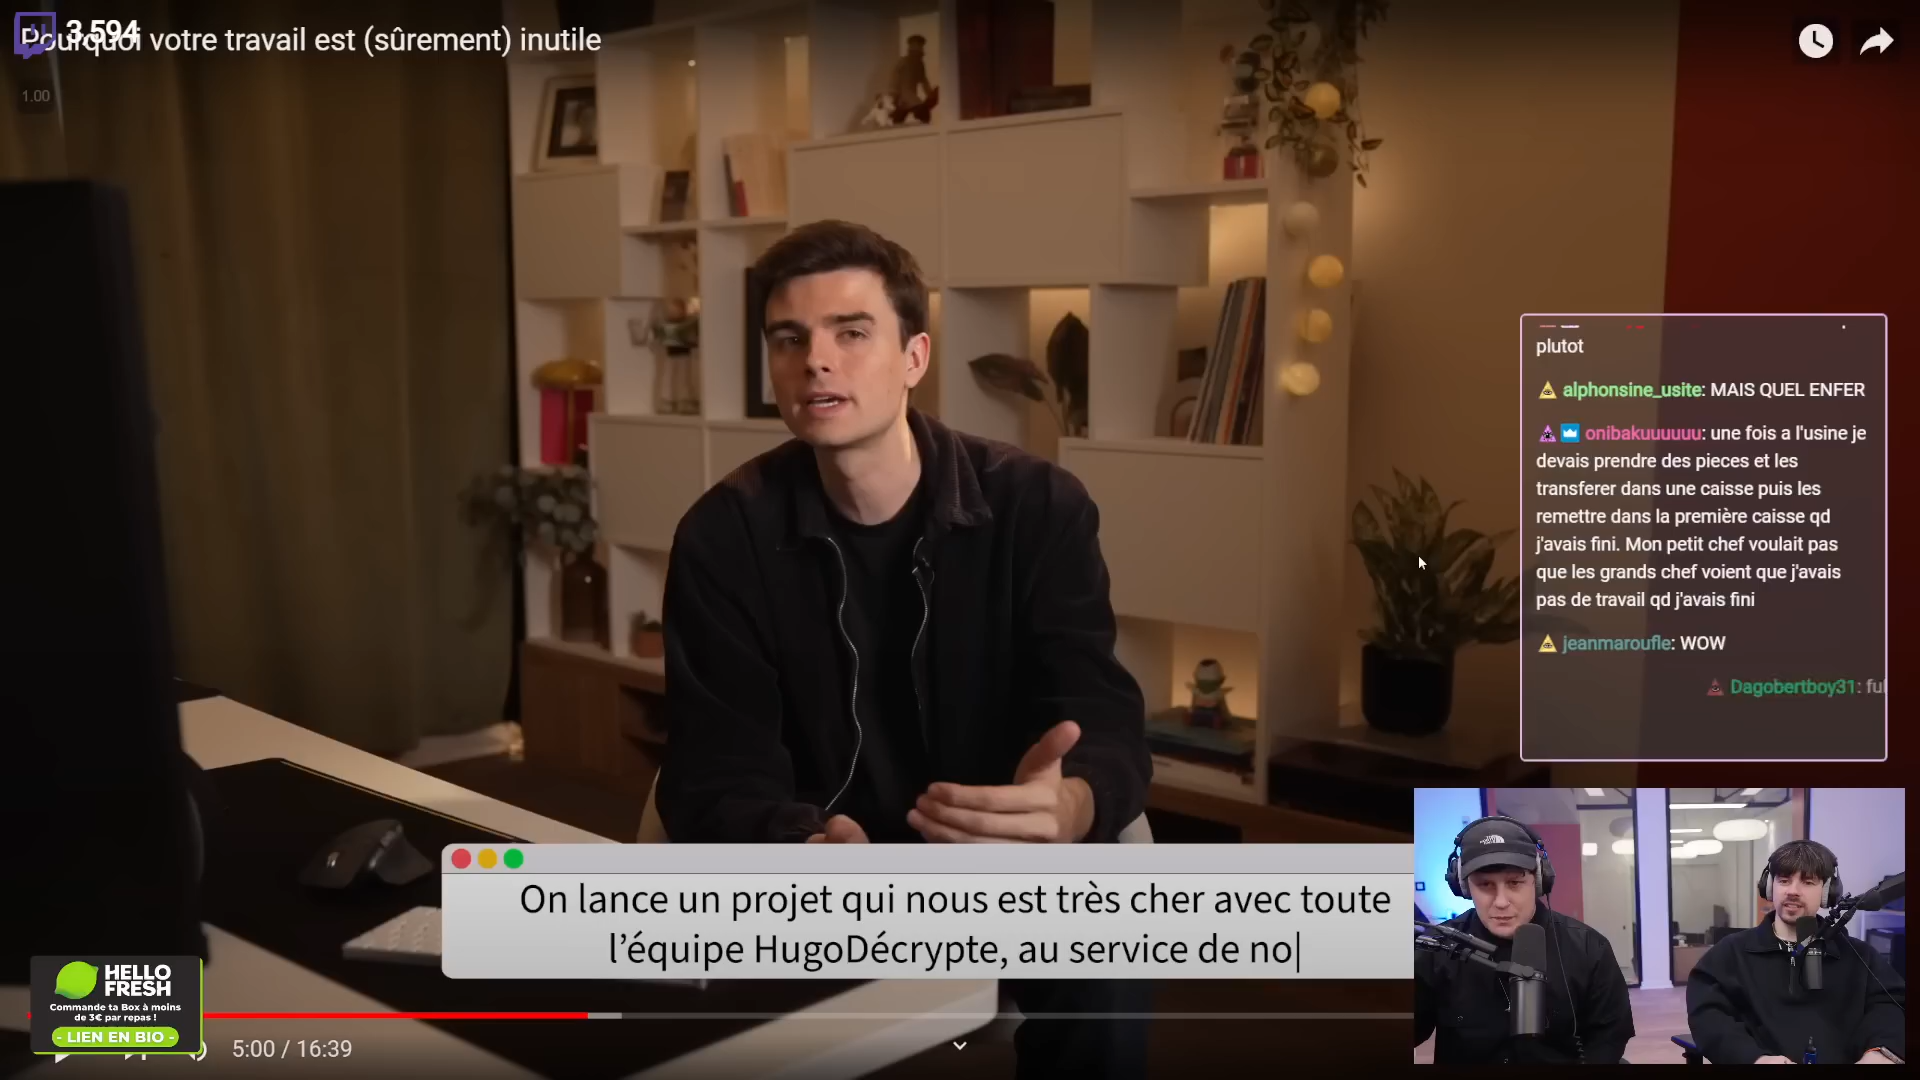 3 594
Pourquoi votre travail est (sûrement) inutile
1.00
plutot
alphonsine_usite: MAIS QUEL ENFER
onibakuuuuuu: une fois a l'usine je
devais prendre des pieces et les
transferer dans une caisse puis les
remettre dans la première caisse qd
j'avais fini. Mon petit chef voulait pas
que les grands chef voient que j'avais
pas de travail qd j'avais fini
jeanmaroufle: WOW
Dagobertboy31: ful
On lance un projet qui nous est très cher avec toute
l’équipe HugoDécrypte, au service de no
HELLO
FRESH
Commande ta Box à moins
de 3€ par repas !
- LIEN EN BIO -
5:00 / 16:39